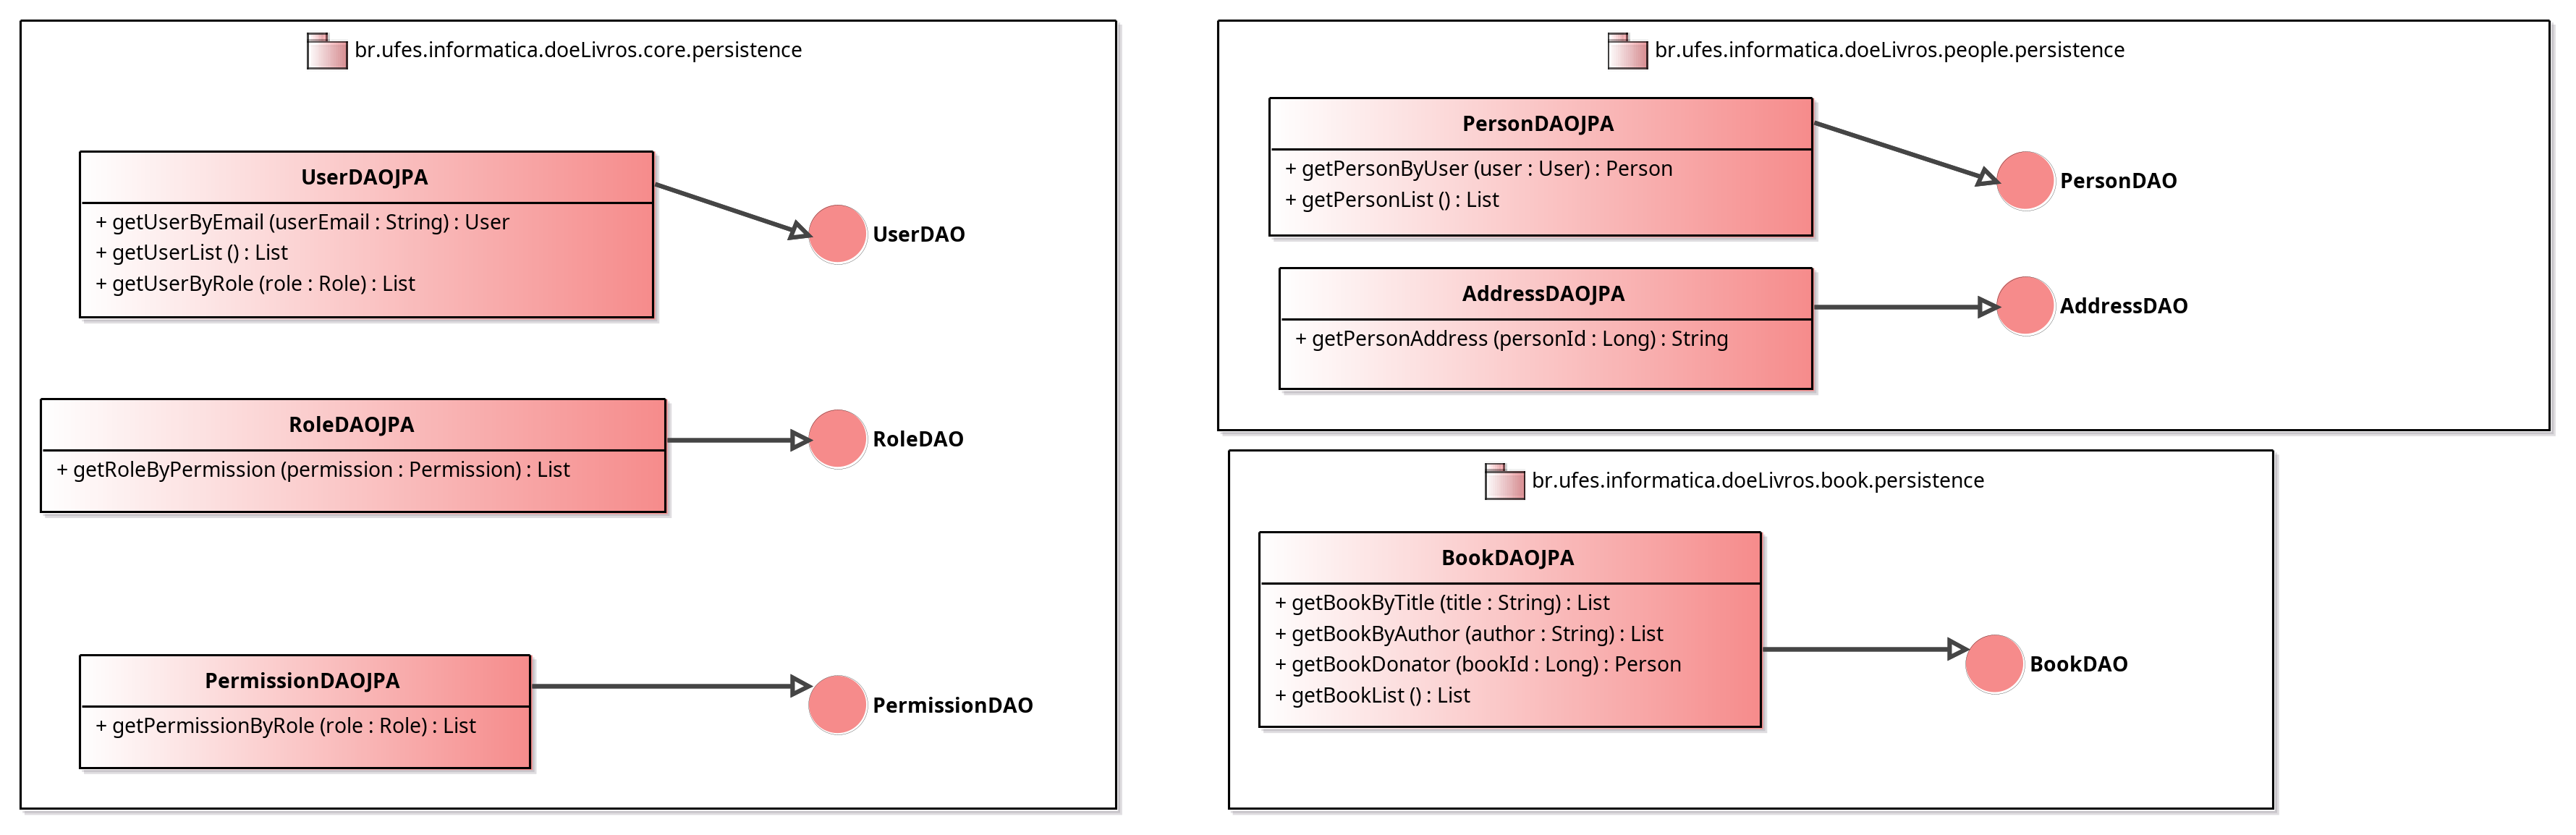 br.ufes.informatica.doeLivros.core.persistence
UserDAOJPA
+ getUserByEmail (userEmail : String) : User
+ getUserList () : List
+ getUserByRole (role : Role) : List
UserDAO
RoleDAOJPA
+ getRoleByPermission (permission : Permission) : List
RoleDAO
PermissionDAOJPA
+ getPermissionByRole (role : Role) : List
PermissionDAO
br.ufes.informatica.doeLivros.people.persistence
PersonDAOJPA
+ getPersonByUser (user : User) : Person
+ getPersonList () : List
PersonDAO
AddressDAOJPA
+ getPersonAddress (personId : Long) : String
AddressDAO
br.ufes.informatica.doeLivros.book.persistence
BookDAOJPA
+ getBookByTitle (title : String) : List
+ getBookByAuthor (author : String) : List
+ getBookDonator (bookId : Long) : Person
+ getBookList () : List
BookDAO